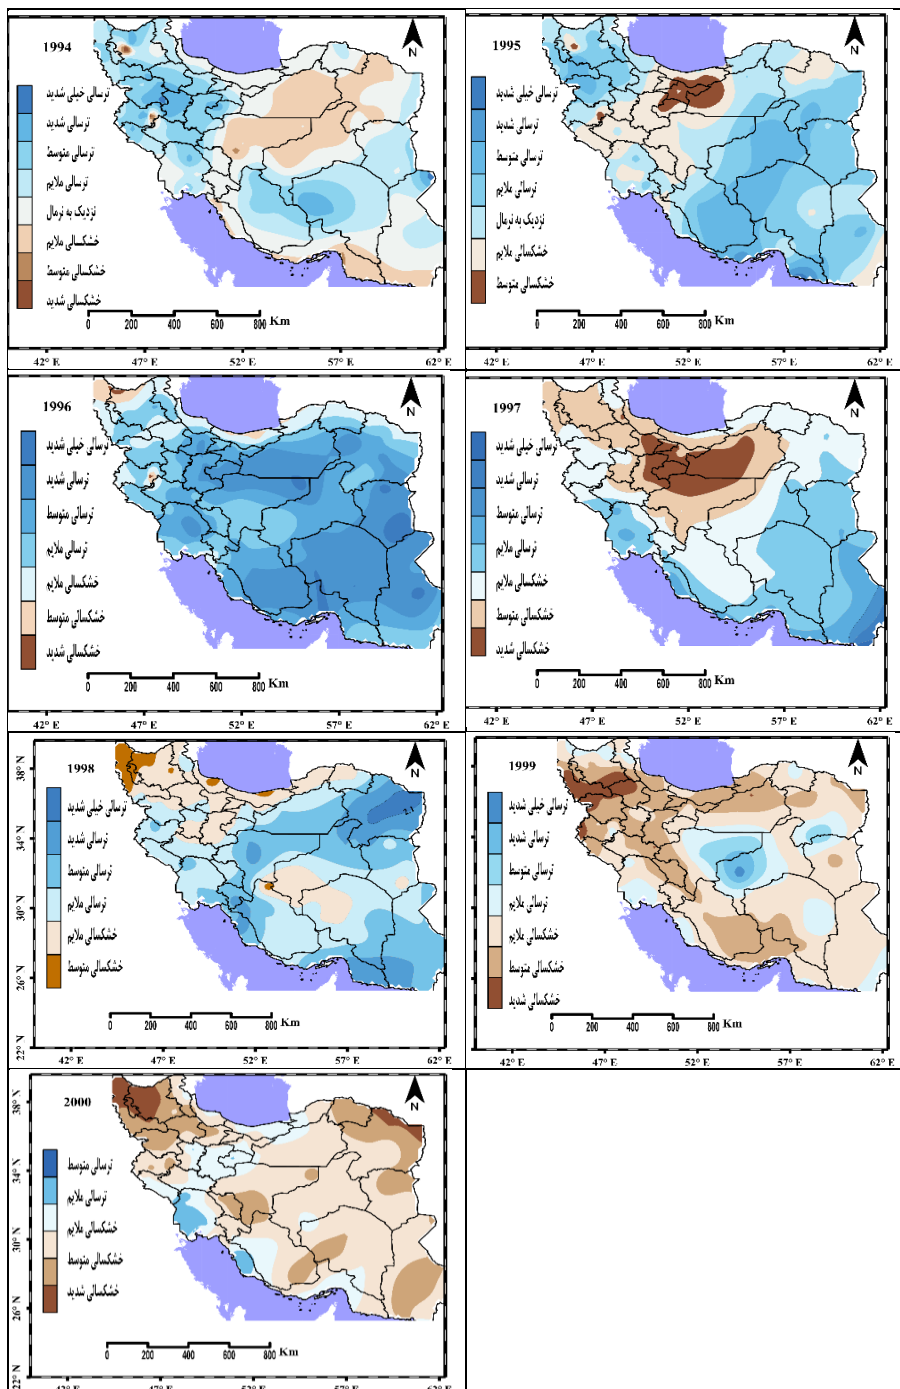 1994
N
ترسالی خیلی شدید
ترسالی شدید
ترسالی متوسط
ترسالی ملایم
نزدیک به نرمال
خشکسالی ملایم
خشکسالی متوسط
خشکسالی شدید
0 200 400 600 800 Km
42° E 47° E 52° E 57° E 62° E
1995
N
ترسالی خیلی شدید
ترسالی شدید
ترسالی متوسط
ترسالی ملایم
نزدیک به نرمال
خشکسالی ملایم
خشکسالی متوسط
0 200 400 600 800 Km
42° E 47° E 52° E 57° E 62° E
1996
N
ترسالی خیلی شدید
ترسالی شدید
ترسالی متوسط
ترسالی ملایم
خشکسالی ملایم
خشکسالی متوسط
خشکسالی شدید
0 200 400 600 800 Km
42° E 47° E 52° E 57° E 62° E
1997
N
ترسالی خیلی شدید
ترسالی شدید
ترسالی متوسط
ترسالی ملایم
خشکسالی ملایم
خشکسالی متوسط
خشکسالی شدید
0 200 400 600 800 Km
42° E 47° E 52° E 57° E 62° E
1998
N
38° N
34° N
30° N
26° N
22° N
ترسالی خیلی شدید
ترسالی شدید
ترسالی متوسط
ترسالی ملایم
خشکسالی ملایم
خشکسالی متوسط
0 200 400 600 800 Km
42° E 47° E 52° E 57° E 62° E
1999
N
ترسالی خیلی شدید
ترسالی شدید
ترسالی متوسط
ترسالی ملایم
خشکسالی ملایم
خشکسالی متوسط
خشکسالی شدید
0 200 400 600 800 Km
42° E 47° E 52° E 57° E 62° E
2000
N
38° N
34° N
30° N
26° N
22° N
ترسالی متوسط
ترسالی ملایم
خشکسالی ملایم
خشکسالی متوسط
خشکسالی شدید
0 200 400 600 800 Km